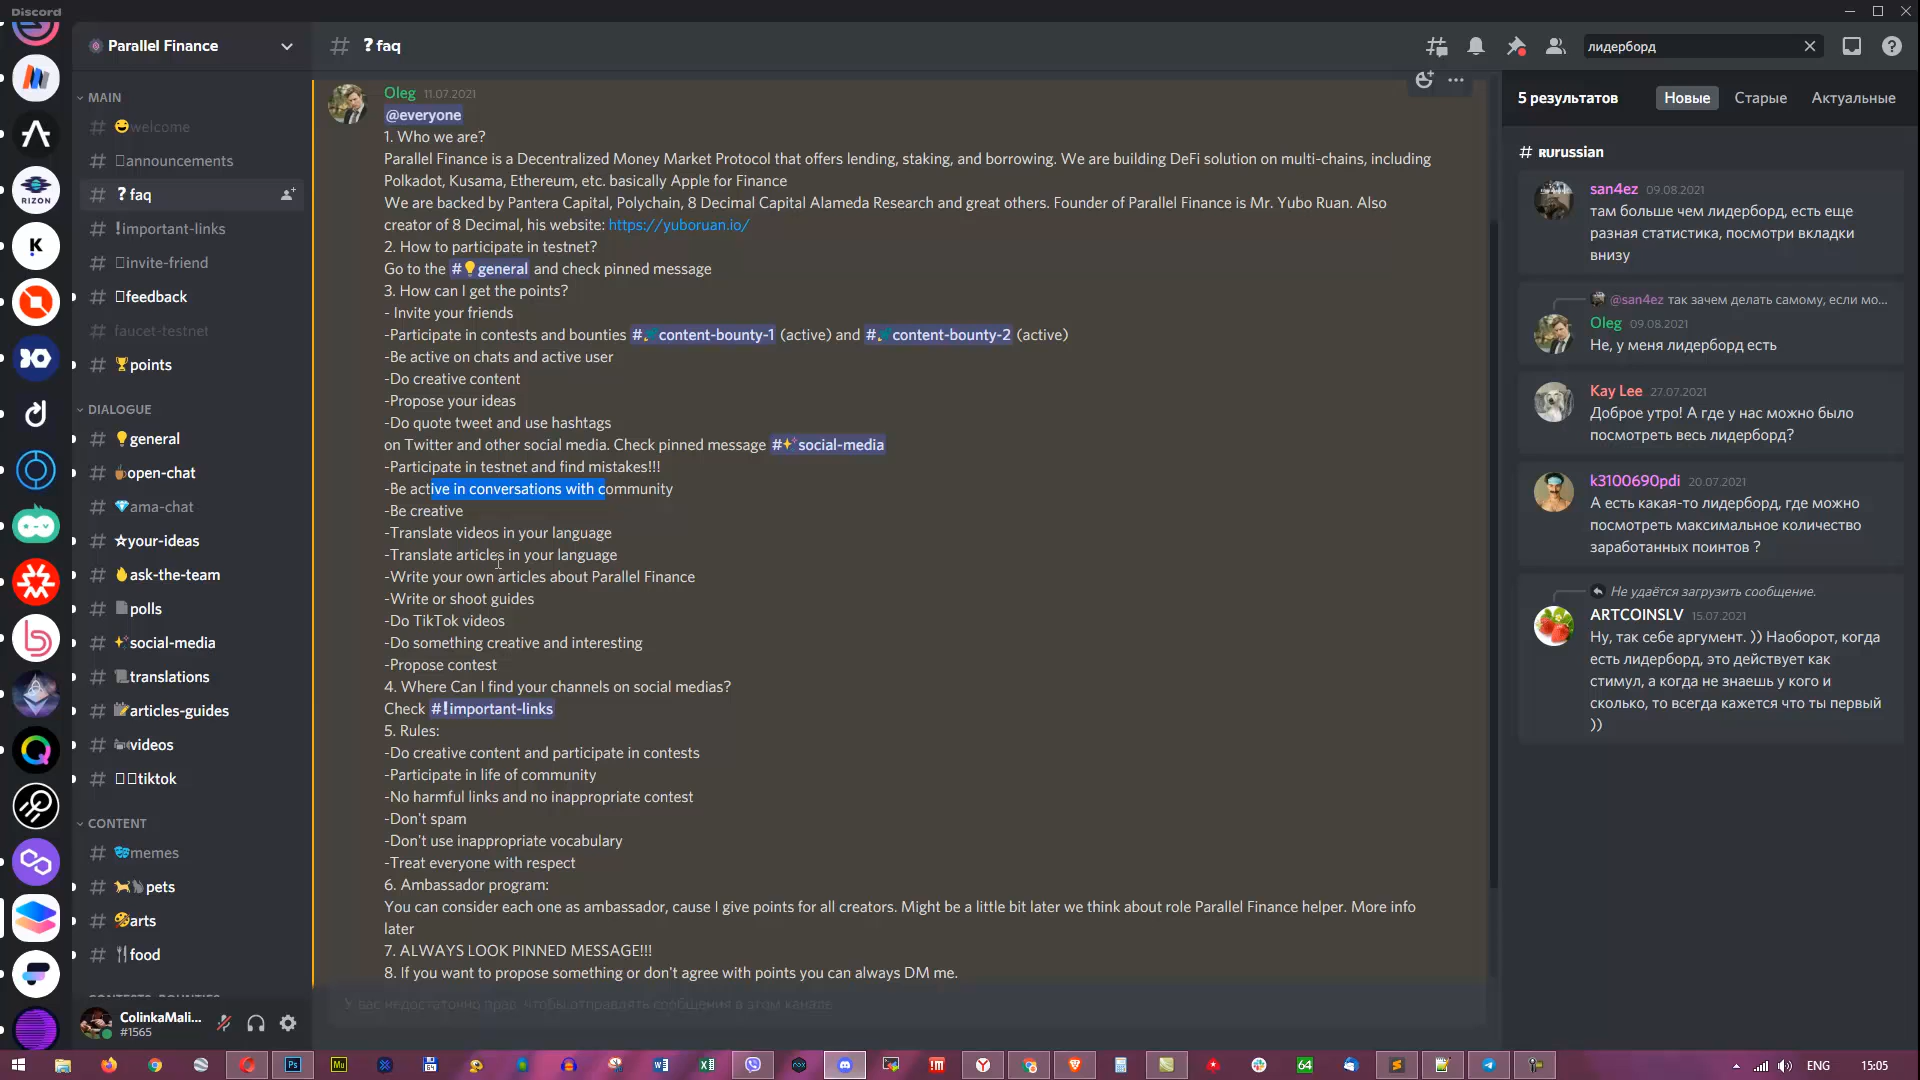 Discord
Parallel Finance
MAIN
# welcome
# announcements
# ? faq
# !important-links
# invite-friend
# feedback
faucet-testnet
# points
DIALOGUE
# general
# open-chat
# ama-chat
# your-ideas
# ask-the-team
# polls
# social-media
# translations
# articles-guides
# videos
# tiktok
CONTENT
# memes
# pets
# arts
# food
CONTESTS-BOUNTIES
ColinkaMali...
#1565
# ? faq
Oleg 11.07.2021
@everyone
1. Who we are?
Parallel Finance is a Decentralized Money Market Protocol that offers lending, staking, and borrowing. We are building DeFi solution on multi-chains, including
Polkadot, Kusama, Ethereum, etc. basically Apple for Finance
We are backed by Pantera Capital, Polychain, 8 Decimal Capital Alameda Research and great others. Founder of Parallel Finance is Mr. Yubo Ruan. Also
creator of 8 Decimal, his website: https://yuboruan.io/
2. How to participate in testnet?
Go to the #general and check pinned message
3. How can I get the points?
- Invite your friends
-Participate in contests and bounties #content-bounty-1 (active) and #content-bounty-2 (active)
-Be active on chats and active user
-Do creative content
-Propose your ideas
-Do quote tweet and use hashtags
on Twitter and other social media. Check pinned message #social-media
-Participate in testnet and find mistakes!!!
-Be active in conversations with community
-Be creative
-Translate videos in your language
-Translate articles in your language
-Write your own articles about Parallel Finance
-Write or shoot guides
-Do TikTok videos
-Do something creative and interesting
-Propose contest
4. Where Can I find your channels on social medias?
Check #!important-links
5. Rules:
-Do creative content and participate in contests
-Participate in life of community
-No harmful links and no inappropriate contest
-Don't spam
-Don't use inappropriate vocabulary
-Treat everyone with respect
6. Ambassador program:
You can consider each one as ambassador, cause I give points for all creators. Might be a little bit later we think about role Parallel Finance helper. More info
later
7. ALWAYS LOOK PINNED MESSAGE!!!
8. If you want to propose something or don't agree with points you can always DM me.
У вас недостаточно прав, чтобы отправлять сообщения в этом канале.
лидерборд
5 результатов Новые Старые Актуальные
# RUrussian
san4ez 09.08.2021
там больше чем лидерборд, есть еще
разная статистика, посмотри вкладки
внизу
@san4ez так зачем делать самому, если мо...
Oleg 09.08.2021
Не, у меня лидерборд есть
Kay Lee 27.07.2021
Доброе утро! А где у нас можно было
посмотреть весь лидерборд?
k3100690pdi 20.07.2021
А есть какая-то лидерборд, где можно
посмотреть максимальное количество
заработанных поинтов ?
Не удаётся загрузить сообщение.
ARTCOINSLV 15.07.2021
Ну, так себе аргумент. )) Наоборот, когда
есть лидерборд, это действует как
стимул, а когда не знаешь у кого и
сколько, то всегда кажется что ты первый
))
RIZON
Ps
Mu
64
ENG
15:05